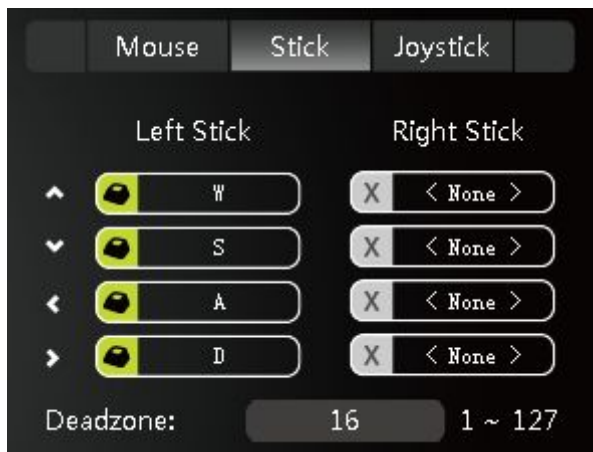 Mouse Stick Joystick
Left Stick Right Stick
W X < None >
S X < None >
A X < None >
D X < None >
Deadzone: 16 1 ~ 127